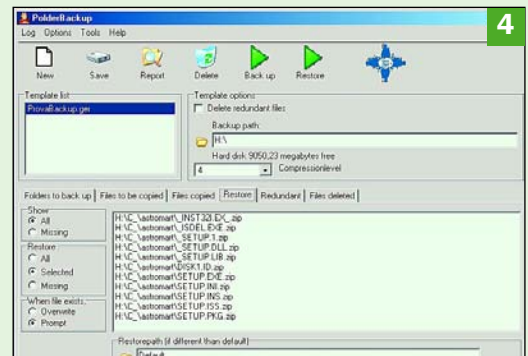 PolderBackup
4
Log Options Tools Help
New Save Report Delete Back up Restore
Template list
ProvaBackup.ger
Template options
Delete redundant files
Backup path:
H:\
Hard disk 9050,23 megabytes free
4 Compressionlevel
Folders to back up Files to be copied Files copied Restore Redundant Files deleted
Show
All
Missing
Restore
All
Selected
Missing
When file exists..
Overwrite
Prompt
H:\C_\astromart\_INST32I.EX_.zip
H:\C_\astromart\_ISDEL.EXE.zip
H:\C_\astromart\_SETUP.1.zip
H:\C_\astromart\_SETUP.DLL.zip
H:\C_\astromart\_SETUP.LIB.zip
H:\C_\astromart\DISK1.ID.zip
H:\C_\astromart\SETUP.EXE.zip
H:\C_\astromart\SETUP.INI.zip
H:\C_\astromart\SETUP.INS.zip
H:\C_\astromart\SETUP.ISS.zip
H:\C_\astromart\SETUP.PKG.zip
Restorepath (if different than default)
Default